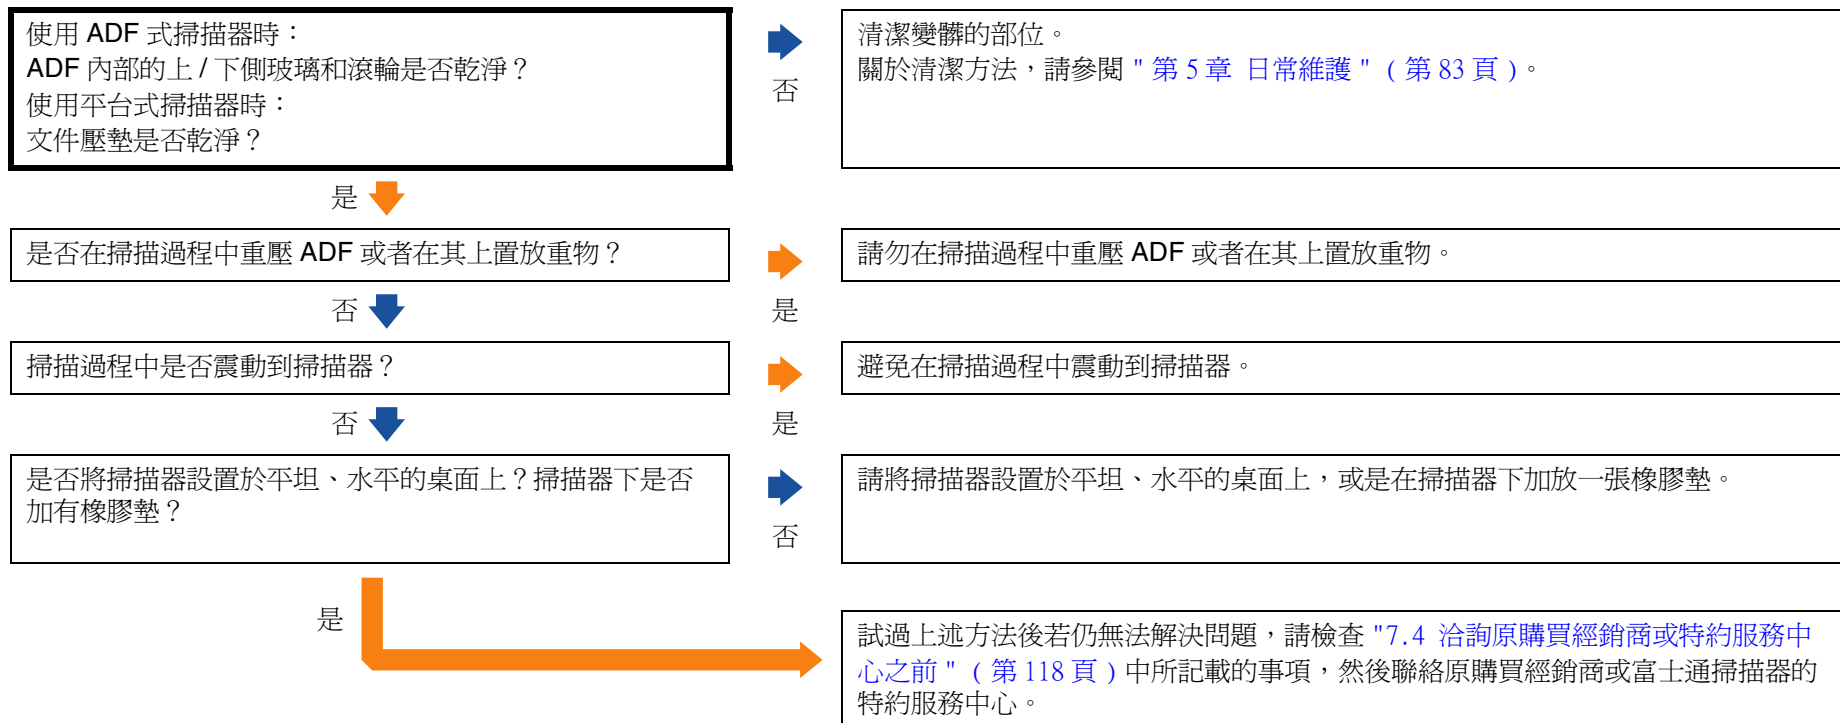 使用 ADF 式掃描器時：
ADF 內部的上 / 下側玻璃和滾輪是否乾淨？
使用平台式掃描器時：
文件壓墊是否乾淨？
否
清潔變髒的部位。
關於清潔方法，請參閱 " 第 5 章 日常維護 " ( 第 83 頁 )。
是
是否在掃描過程中重壓 ADF 或者在其上置放重物？
是
請勿在掃描過程中重壓 ADF 或者在其上置放重物。
否
掃描過程中是否震動到掃描器？
是
避免在掃描過程中震動到掃描器。
否
是否將掃描器設置於平坦、水平的桌面上？掃描器下是否
加有橡膠墊？
否
請將掃描器設置於平坦、水平的桌面上，或是在掃描器下加放一張橡膠墊。
是
試過上述方法後若仍無法解決問題，請檢查 "7.4 洽詢原購買經銷商或特約服務中
心之前 " ( 第 118 頁 ) 中所記載的事項，然後聯絡原購買經銷商或富士通掃描器的
特約服務中心。